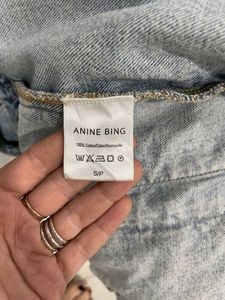 ANINE BING
100% Cotton/Coton/Baumwolle
S/P